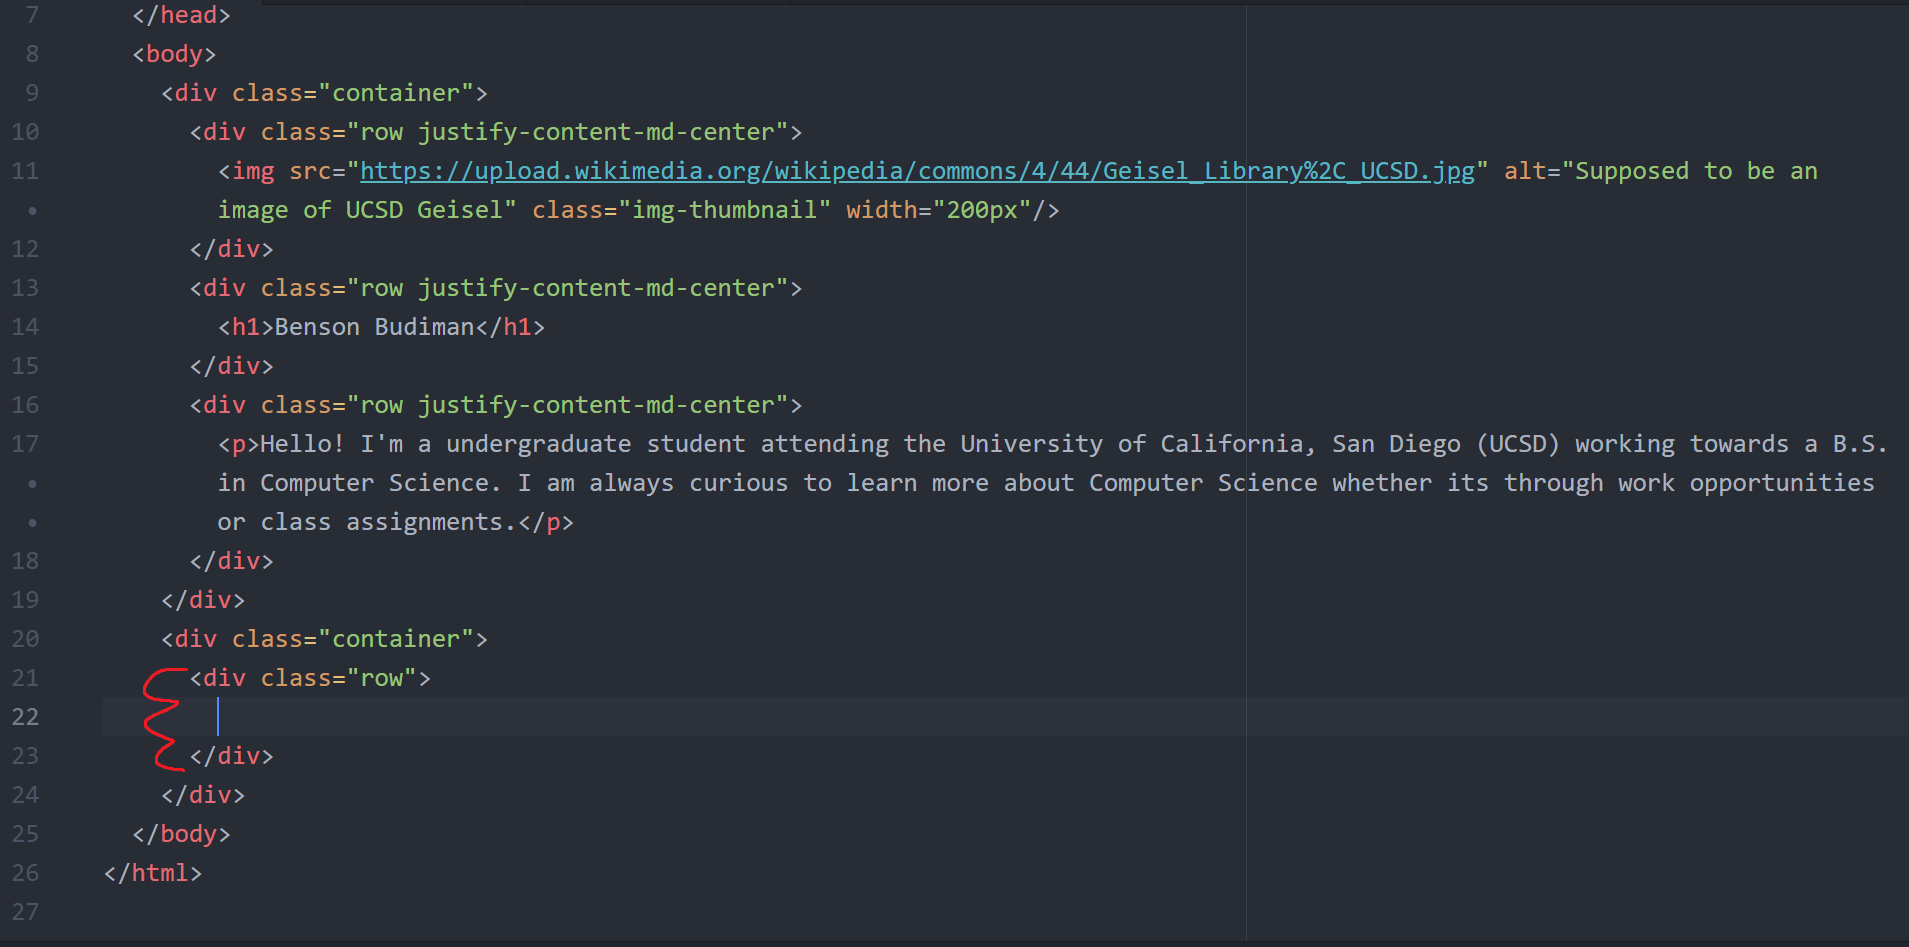 7 </head>
8 <body>
9 <div class="container">
10 <div class="row justify-content-md-center">
11 <img src="https://upload.wikimedia.org/wikipedia/commons/4/44/Geisel_Library%2C_UCSD.jpg" alt="Supposed to be an
• image of UCSD Geisel" class="img-thumbnail" width="200px"/>
12 </div>
13 <div class="row justify-content-md-center">
14 <h1>Benson Budiman</h1>
15 </div>
16 <div class="row justify-content-md-center">
17 <p>Hello! I'm a undergraduate student attending the University of California, San Diego (UCSD) working towards a B.S.
• in Computer Science. I am always curious to learn more about Computer Science whether its through work opportunities
• or class assignments.</p>
18 </div>
19 </div>
20 <div class="container">
21 <div class="row">
22
23 </div>
24 </div>
25 </body>
26 </html>
27